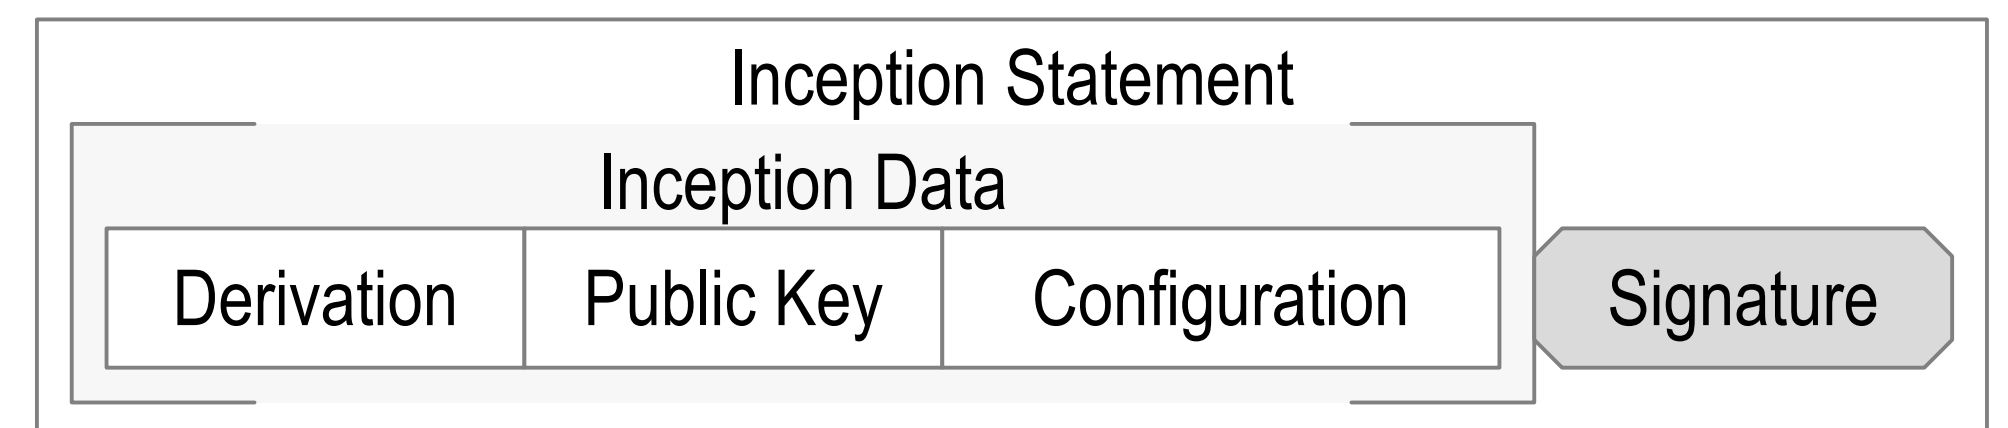 Inception Statement
Inception Data
Derivation Public Key Configuration Signature